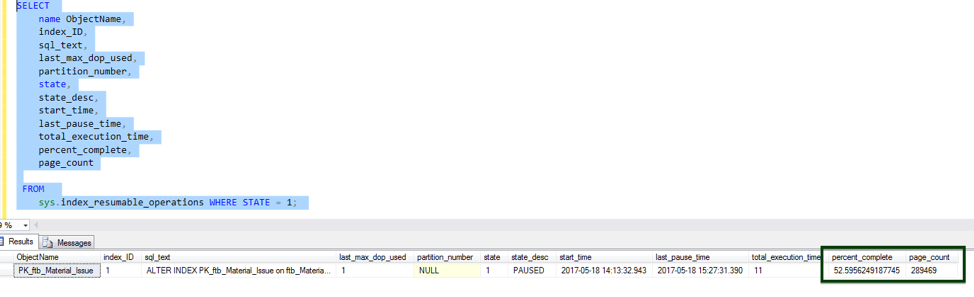 SELECT
name ObjectName,
index_ID,
sql_text,
last_max_dop_used,
partition_number,
state,
state_desc,
start_time,
last_pause_time,
total_execution_time,
percent_complete,
page_count
FROM
sys.index_resumable_operations WHERE STATE = 1;
9 %
Results Messages
ObjectName index_ID sql_text last_max_dop_used partition_number state state_desc start_time last_pause_time total_execution_time percent_complete page_count
PK_ftb_Material_Issue 1 ALTER INDEX PK_ftb_Material_Issue on ftb_Materia... 1 NULL 1 PAUSED 2017-05-18 14:13:32.943 2017-05-18 15:27:31.390 11 52.5956249187745 289469